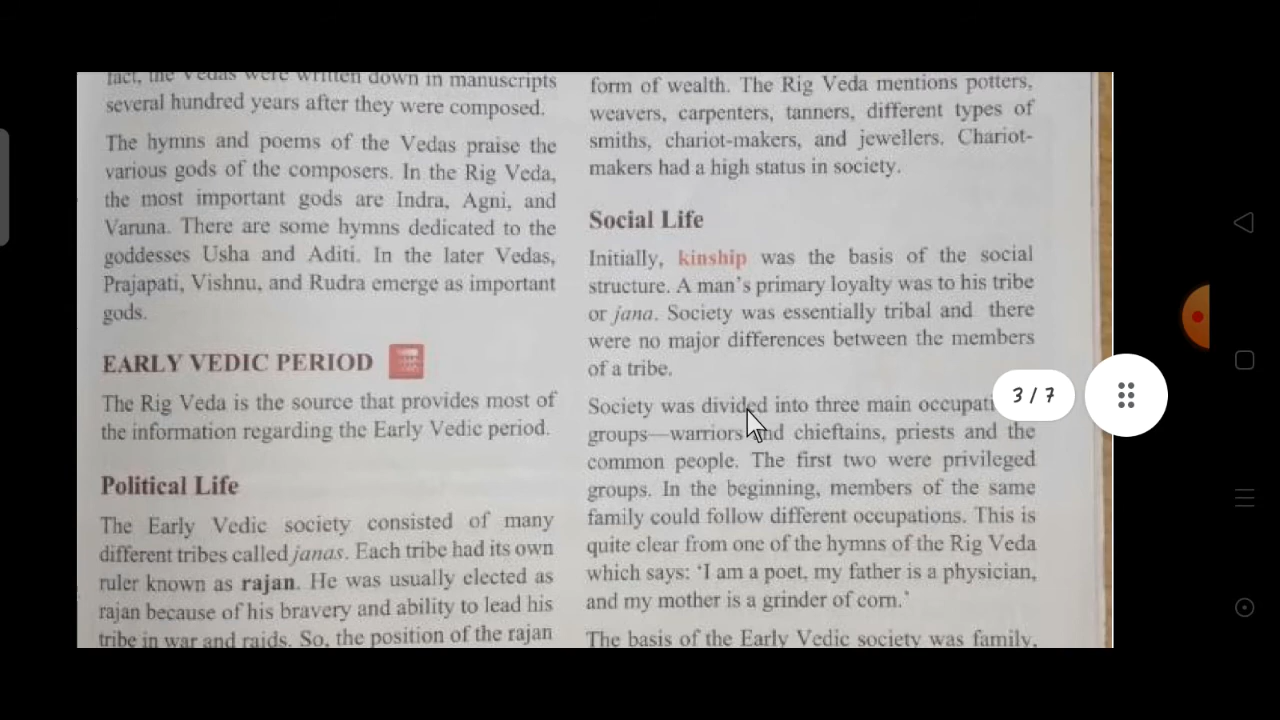 fact, the Vedas were written down in manuscripts
several hundred years after they were composed.
The hymns and poems of the Vedas praise the
various gods of the composers. In the Rig Veda,
the most important gods are Indra, Agni, and
Varuna. There are some hymns dedicated to the
goddesses Usha and Aditi. In the later Vedas,
Prajapati, Vishnu, and Rudra emerge as important
gods.
EARLY VEDIC PERIOD
The Rig Veda is the source that provides most of
the information regarding the Early Vedic period.
Political Life
The Early Vedic society consisted of many
different tribes called janas. Each tribe had its own
ruler known as rajan. He was usually elected as
rajan because of his bravery and ability to lead his
tribe in war and raids. So, the position of the rajan
form of wealth. The Rig Veda mentions potters,
weavers, carpenters, tanners, different types of
smiths, chariot-makers, and jewellers. Chariot-
makers had a high status in society.
Social Life
Initially, kinship was the basis of the social
structure. A man's primary loyalty was to his tribe
or jana. Society was essentially tribal and there
were no major differences between the members
of a tribe.
Society was divided into three main occupati
groups—warriors and chieftains, priests and the
common people. The first two were privileged
groups. In the beginning, members of the same
family could follow different occupations. This is
quite clear from one of the hymns of the Rig Veda
which says: 'I am a poet, my father is a physician,
and my mother is a grinder of corn.'
The basis of the Early Vedic society was family,
3 / 7